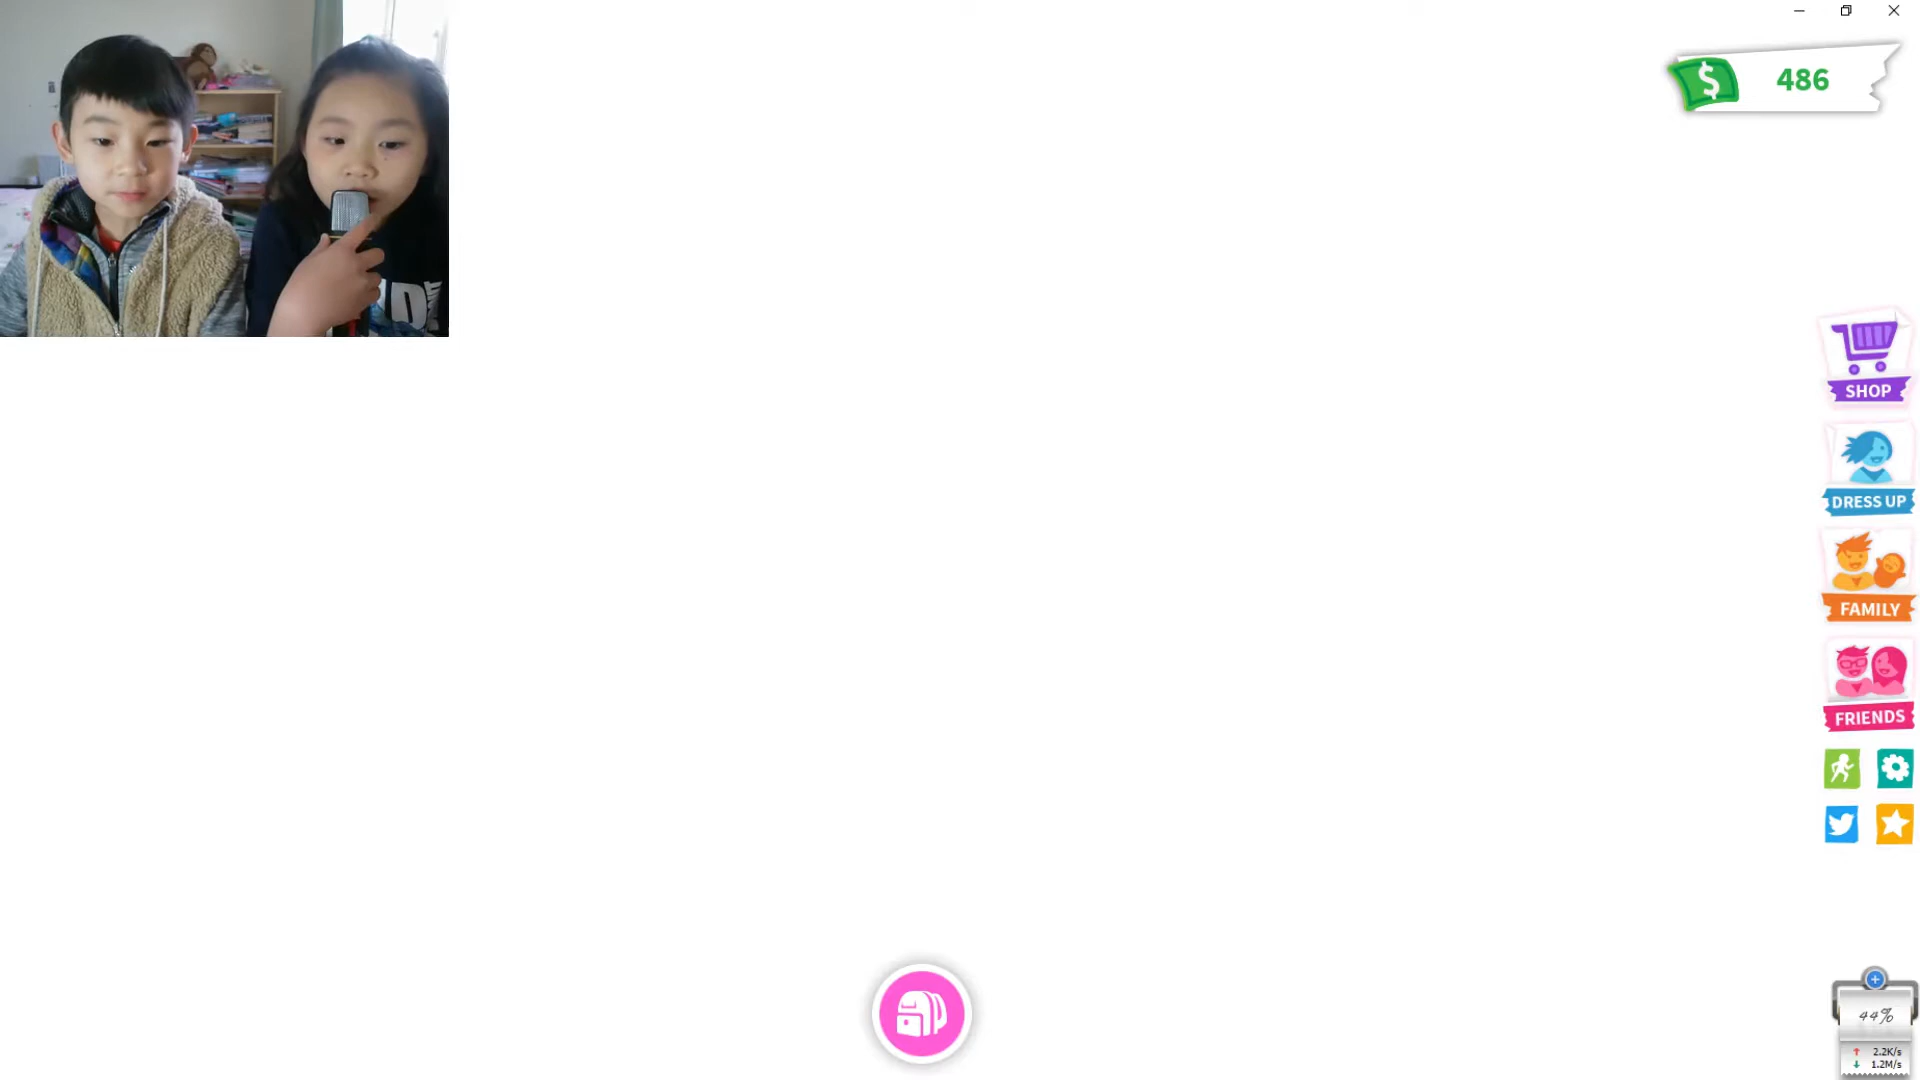 $ 486
SHOP
DRESS UP
FAMILY
FRIENDS
44%
2.2K/s
1.2M/s